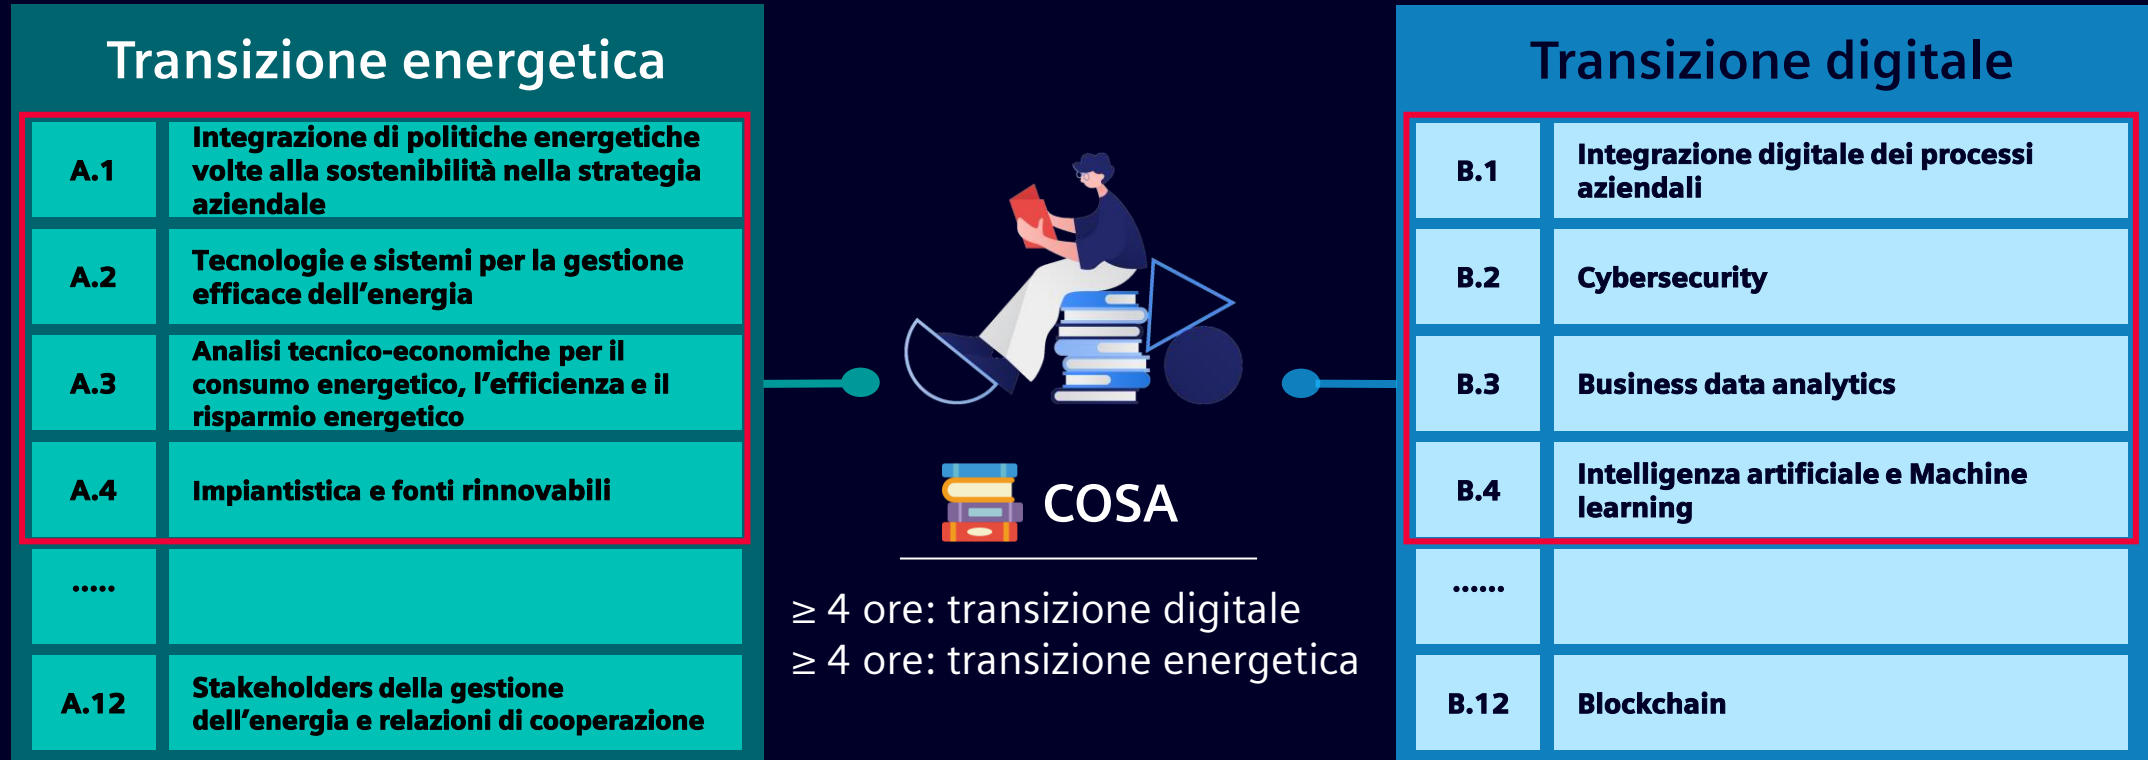 Transizione energetica
A.1
Integrazione di politiche energetiche
volte alla sostenibilità nella strategia
aziendale
A.2
Tecnologie e sistemi per la gestione
efficace dell’energia
A.3
Analisi tecnico-economiche per il
consumo energetico, l’efficienza e il
risparmio energetico
A.4
Impiantistica e fonti rinnovabili
.....
A.12
Stakeholders della gestione
dell’energia e relazioni di cooperazione
COSA
≥ 4 ore: transizione digitale
≥ 4 ore: transizione energetica
Transizione digitale
B.1
Integrazione digitale dei processi
aziendali
B.2
Cybersecurity
B.3
Business data analytics
B.4
Intelligenza artificiale e Machine
learning
......
B.12
Blockchain